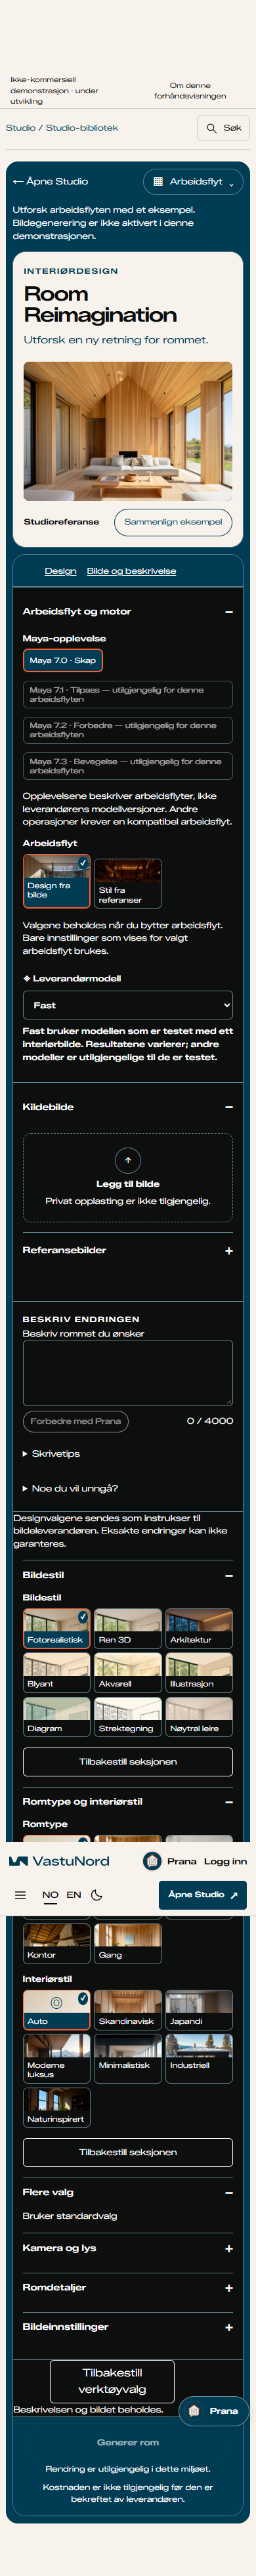 Ikke-kommersiell
demonstrasjon · under
utvikling
Om denne
forhåndsvisningen
Studio / Studio-bibliotek
Søk
← Åpne Studio
Arbeidsflyt
Utforsk arbeidsflyten med et eksempel.
Bildegenerering er ikke aktivert i denne
demonstrasjonen.
INTERIØRDESIGN
Room
Reimagination
Utforsk en ny retning for rommet.
Studioreferanse
Sammenlign eksempel
Design
Bilde og beskrivelse
Arbeidsflyt og motor
Maya-opplevelse
Maya 7.0 · Skap
Maya 7.1 · Tilpass — utilgjengelig for denne
arbeidsflyten
Maya 7.2 · Forbedre — utilgjengelig for denne
arbeidsflyten
Maya 7.3 · Bevegelse — utilgjengelig for denne
arbeidsflyten
Opplevelsene beskriver arbeidsflyter, ikke
leverandørens modellversjoner. Andre
operasjoner krever en kompatibel arbeidsflyt.
Arbeidsflyt
Design fra
bilde
Stil fra
referanser
Valgene beholdes når du bytter arbeidsflyt.
Bare innstillinger som vises for valgt
arbeidsflyt brukes.
Leverandørmodell
Fast
Fast bruker modellen som er testet med ett
interiørbilde. Resultatene varierer; andre
modeller er utilgjengelige til de er testet.
Kildebilde
Legg til bilde
Privat opplasting er ikke tilgjengelig.
Referansebilder
BESKRIV ENDRINGEN
Beskriv rommet du ønsker
Forbedre med Prana
0 / 4000
Skrivetips
Noe du vil unngå?
Designvalgene sendes som instrukser til
bildeleverandøren. Eksakte endringer kan ikke
garanteres.
Bildestil
Bildestil
Fotorealistisk
Ren 3D
Arkitektur
Blyant
Akvarell
Illustrasjon
Diagram
Strektegning
Nøytral leire
Tilbakestill seksjonen
Romtype og interiørstil
Romtype
VastuNord
Prana
Logg inn
NO
EN
Åpne Studio ↗
Kontor
Gang
Interiørstil
Auto
Skandinavisk
Japandi
Moderne
luksus
Minimalistisk
Industriell
Naturinspirert
Tilbakestill seksjonen
Flere valg
Bruker standardvalg
Kamera og lys
Romdetaljer
Bildeinnstillinger
Tilbakestill
verktøyvalg
Beskrivelsen og bildet beholdes.
Prana
Generer rom
Rendering er utilgjengelig i dette miljøet.
Kostnaden er ikke tilgjengelig før den er
bekreftet av leverandøren.